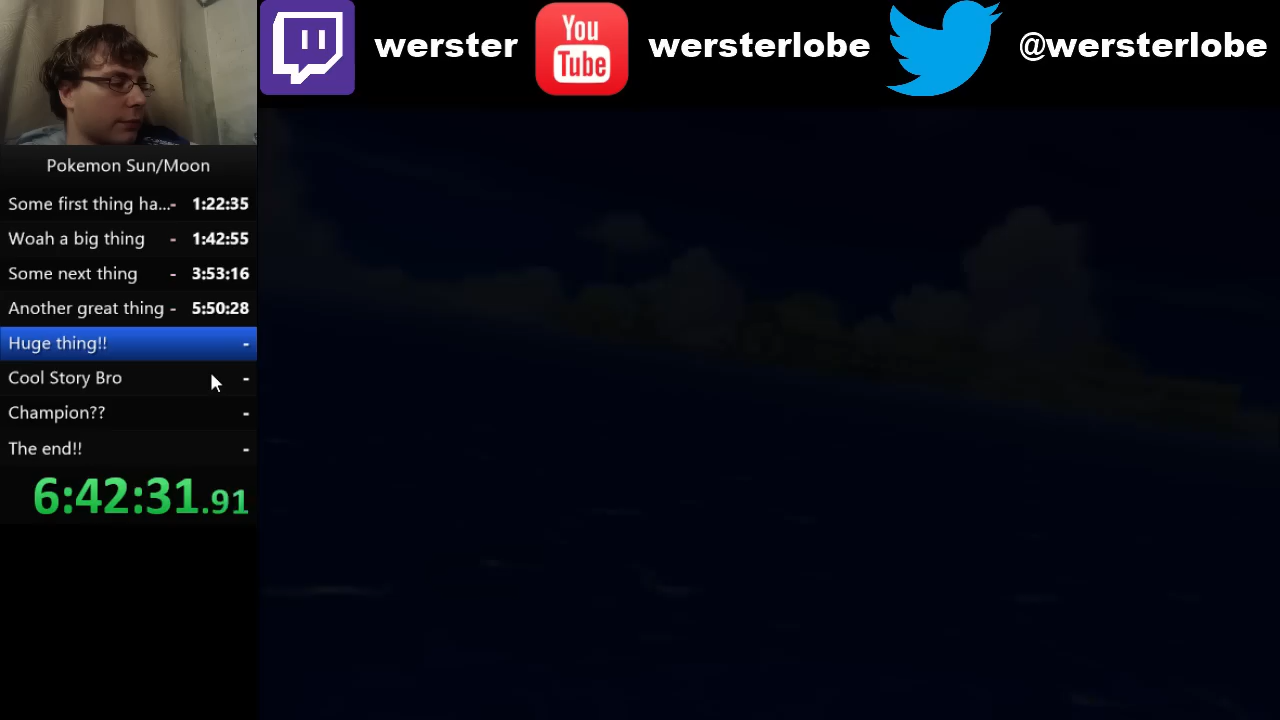 werster
You
Tube
wersterlobe
@wersterlobe
Pokemon Sun/Moon
Some first thing ha...- 1:22:35
Woah a big thing - 1:42:55
Some next thing - 3:53:16
Another great thing - 5:50:28
Huge thing!! -
Cool Story Bro -
Champion?? -
The end!! -
6:42:31.91